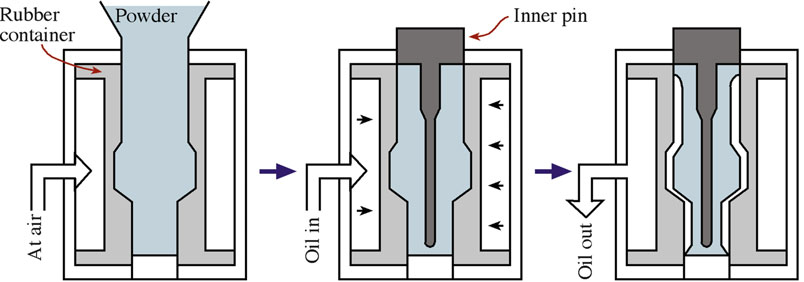 Rubber
container
Powder
At air
Inner pin
Oil in
Oil out